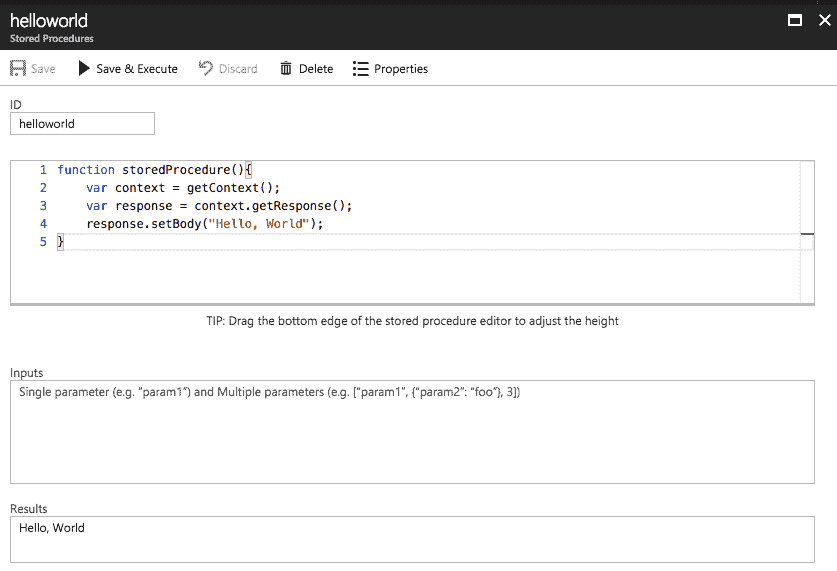 helloworld
Stored Procedures
Save Save & Execute Discard Delete Properties
ID
helloworld
1 function storedProcedure(){
2     var context = getContext();
3     var response = context.getResponse();
4     response.setBody("Hello, World");
5 }
TIP: Drag the bottom edge of the stored procedure editor to adjust the height
Inputs
Single parameter (e.g. “param1”) and Multiple parameters (e.g. [“param1”, {“param2”: “foo”}, 3])
Results
Hello, World